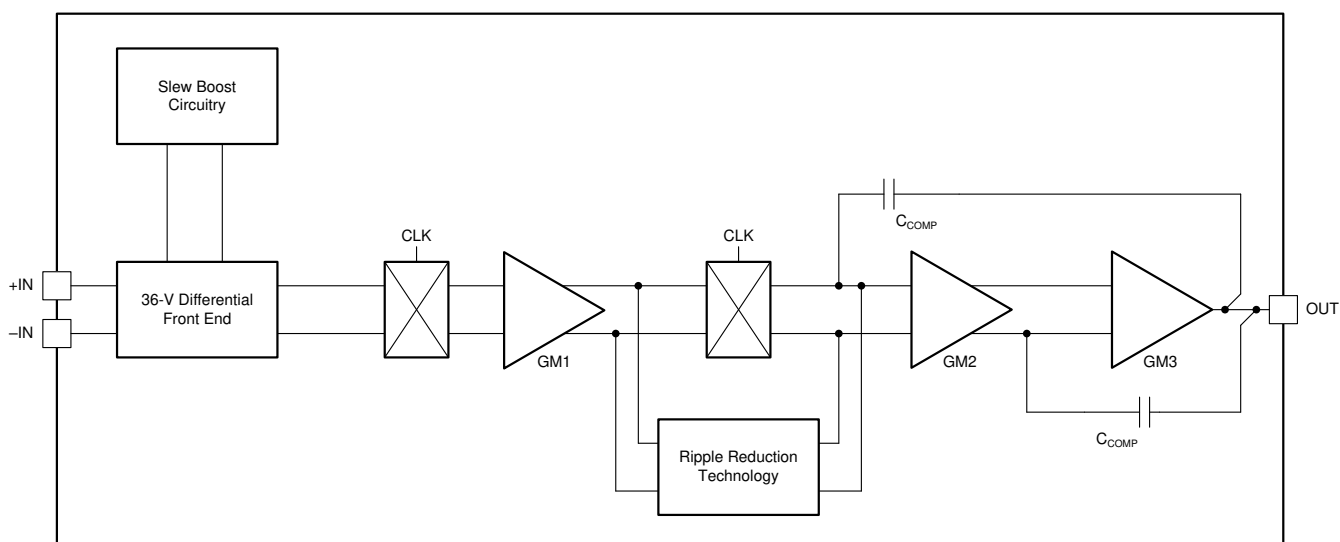 Slew Boost
Circuitry
+IN
–IN
36-V Differential
Front End
CLK
GM1
CLK
Ripple Reduction
Technology
C_COMP
GM2
GM3
C_COMP
OUT